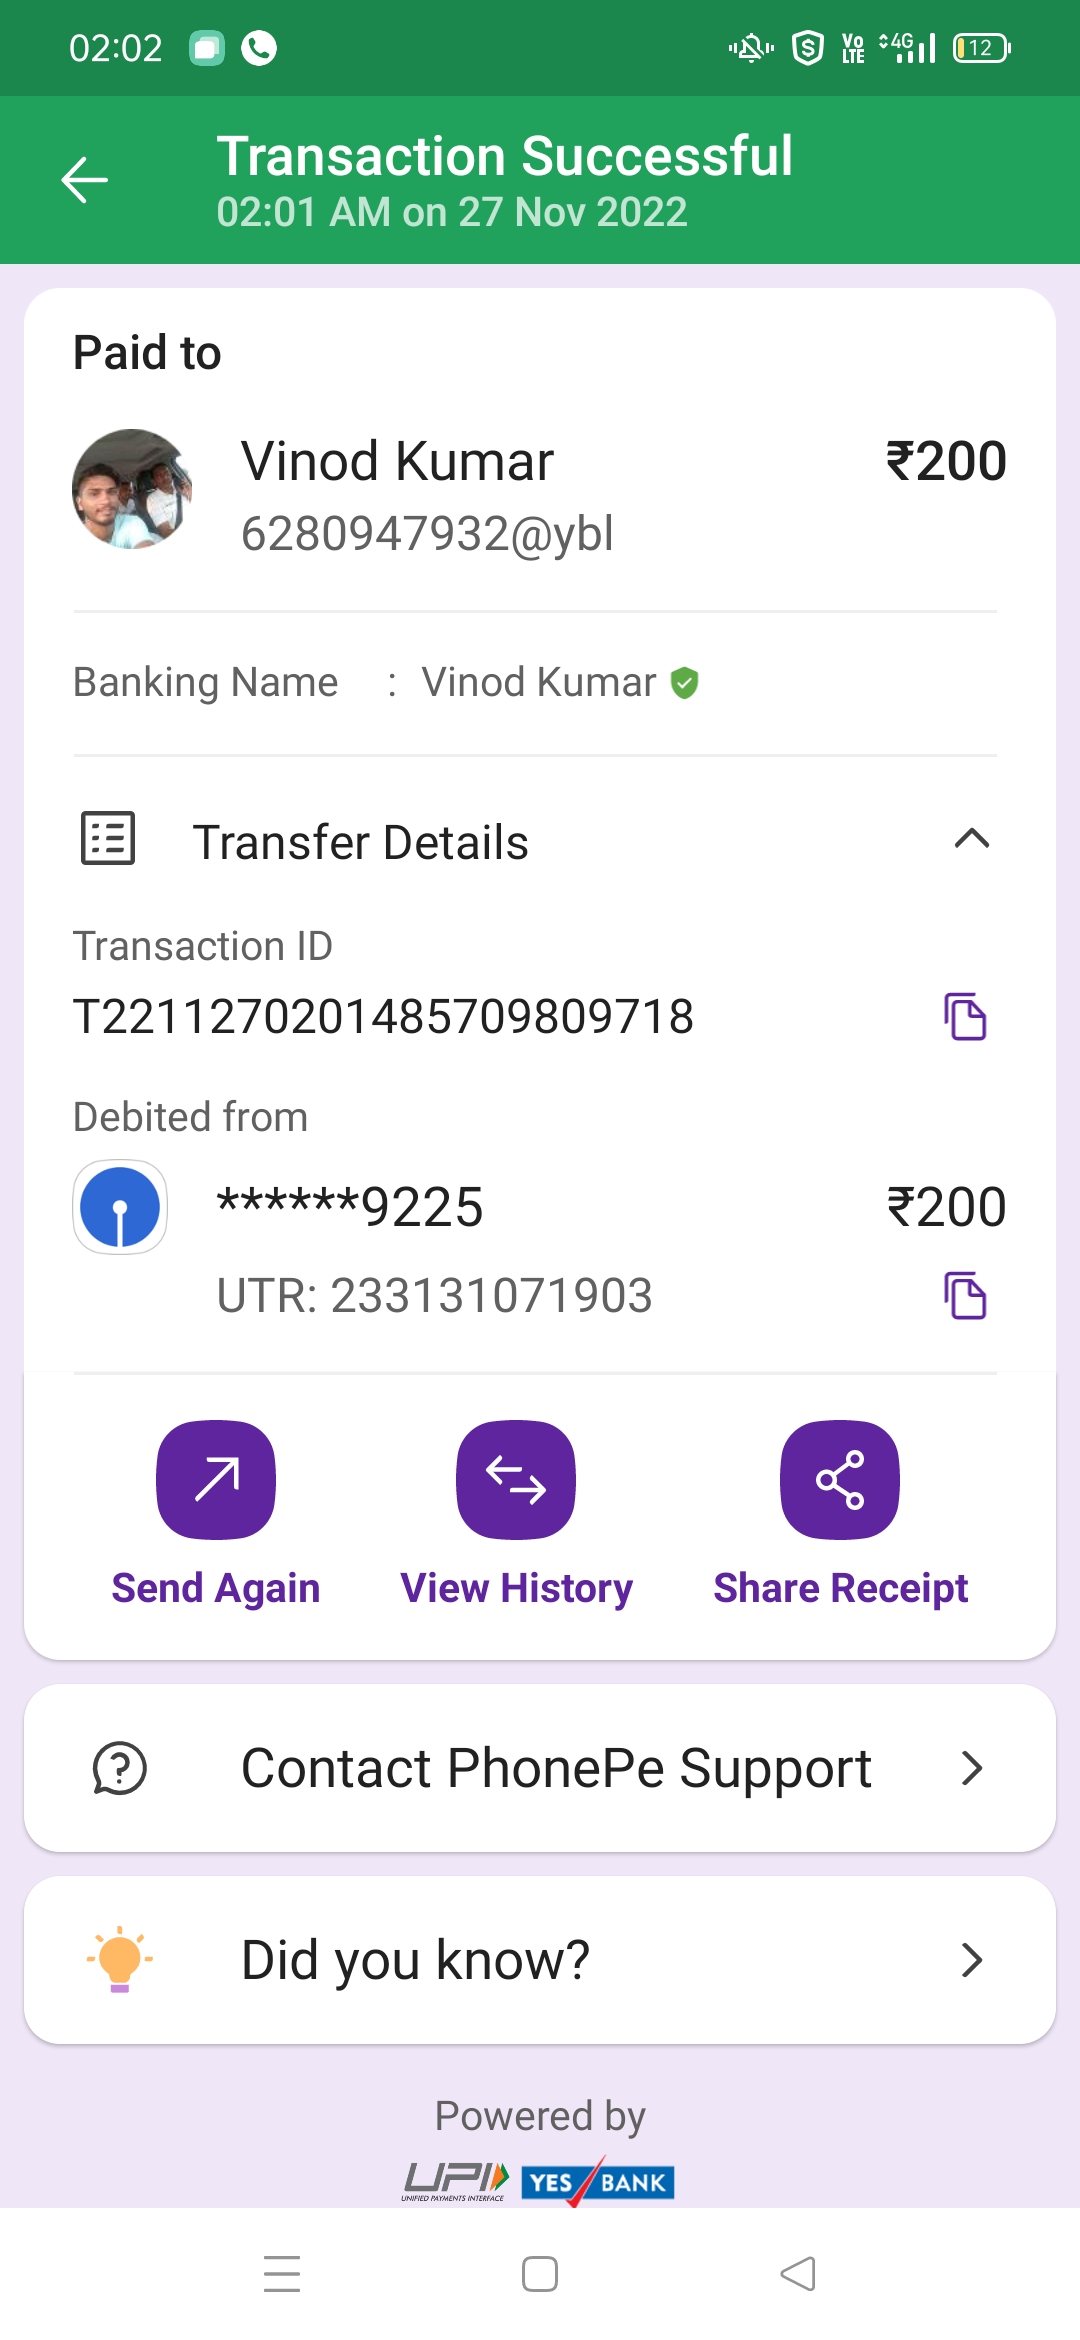 02:02
Vo LTE 4G 12
Transaction Successful
02:01 AM on 27 Nov 2022
Paid to
Vinod Kumar ₹200
6280947932@ybl
Banking Name : Vinod Kumar
Transfer Details
Transaction ID
T2211270201485709809718
Debited from
******9225 ₹200
UTR: 233131071903
Send Again View History Share Receipt
Contact PhonePe Support
Did you know?
Powered by
UPI YES BANK
UNIFIED PAYMENTS INTERFACE